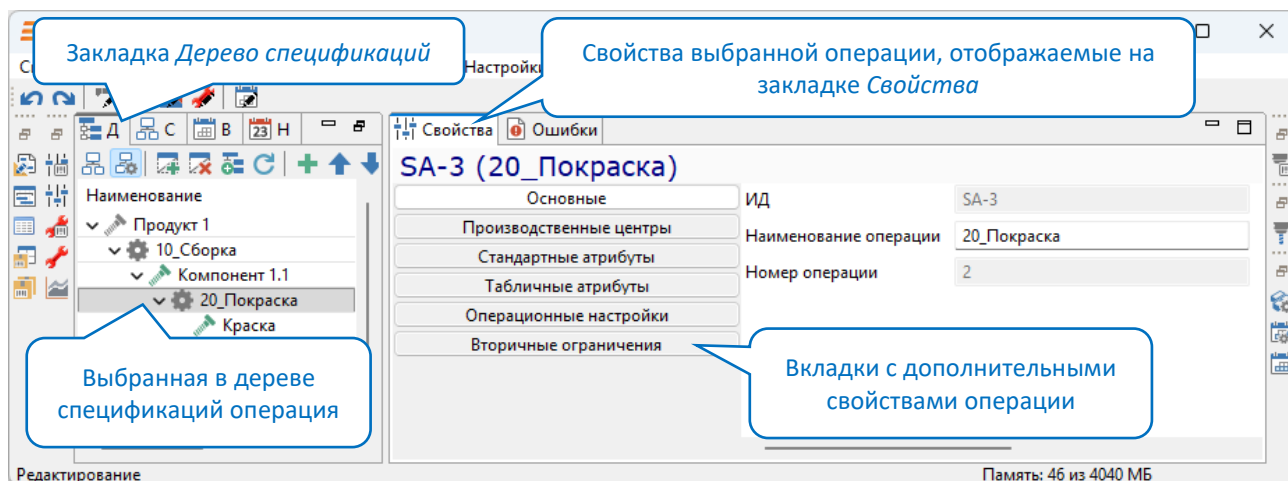 Закладка Дерево спецификаций
Свойства выбранной операции, отображаемые на
закладке Свойства
Настройки
Д С В 23 Н
Свойства Ошибки
SA-3 (20_Покраска)
Наименование
Продукт 1
10_Сборка
Компонент 1.1
20_Покраска
Краска
Основные
Производственные центры
Стандартные атрибуты
Табличные атрибуты
Операционные настройки
Вторичные ограничения
ИД SA-3
Наименование операции 20_Покраска
Номер операции 2
Выбранная в дереве
спецификаций операция
Вкладки с дополнительными
свойствами операции
Редактирование
Память: 46 из 4040 МБ